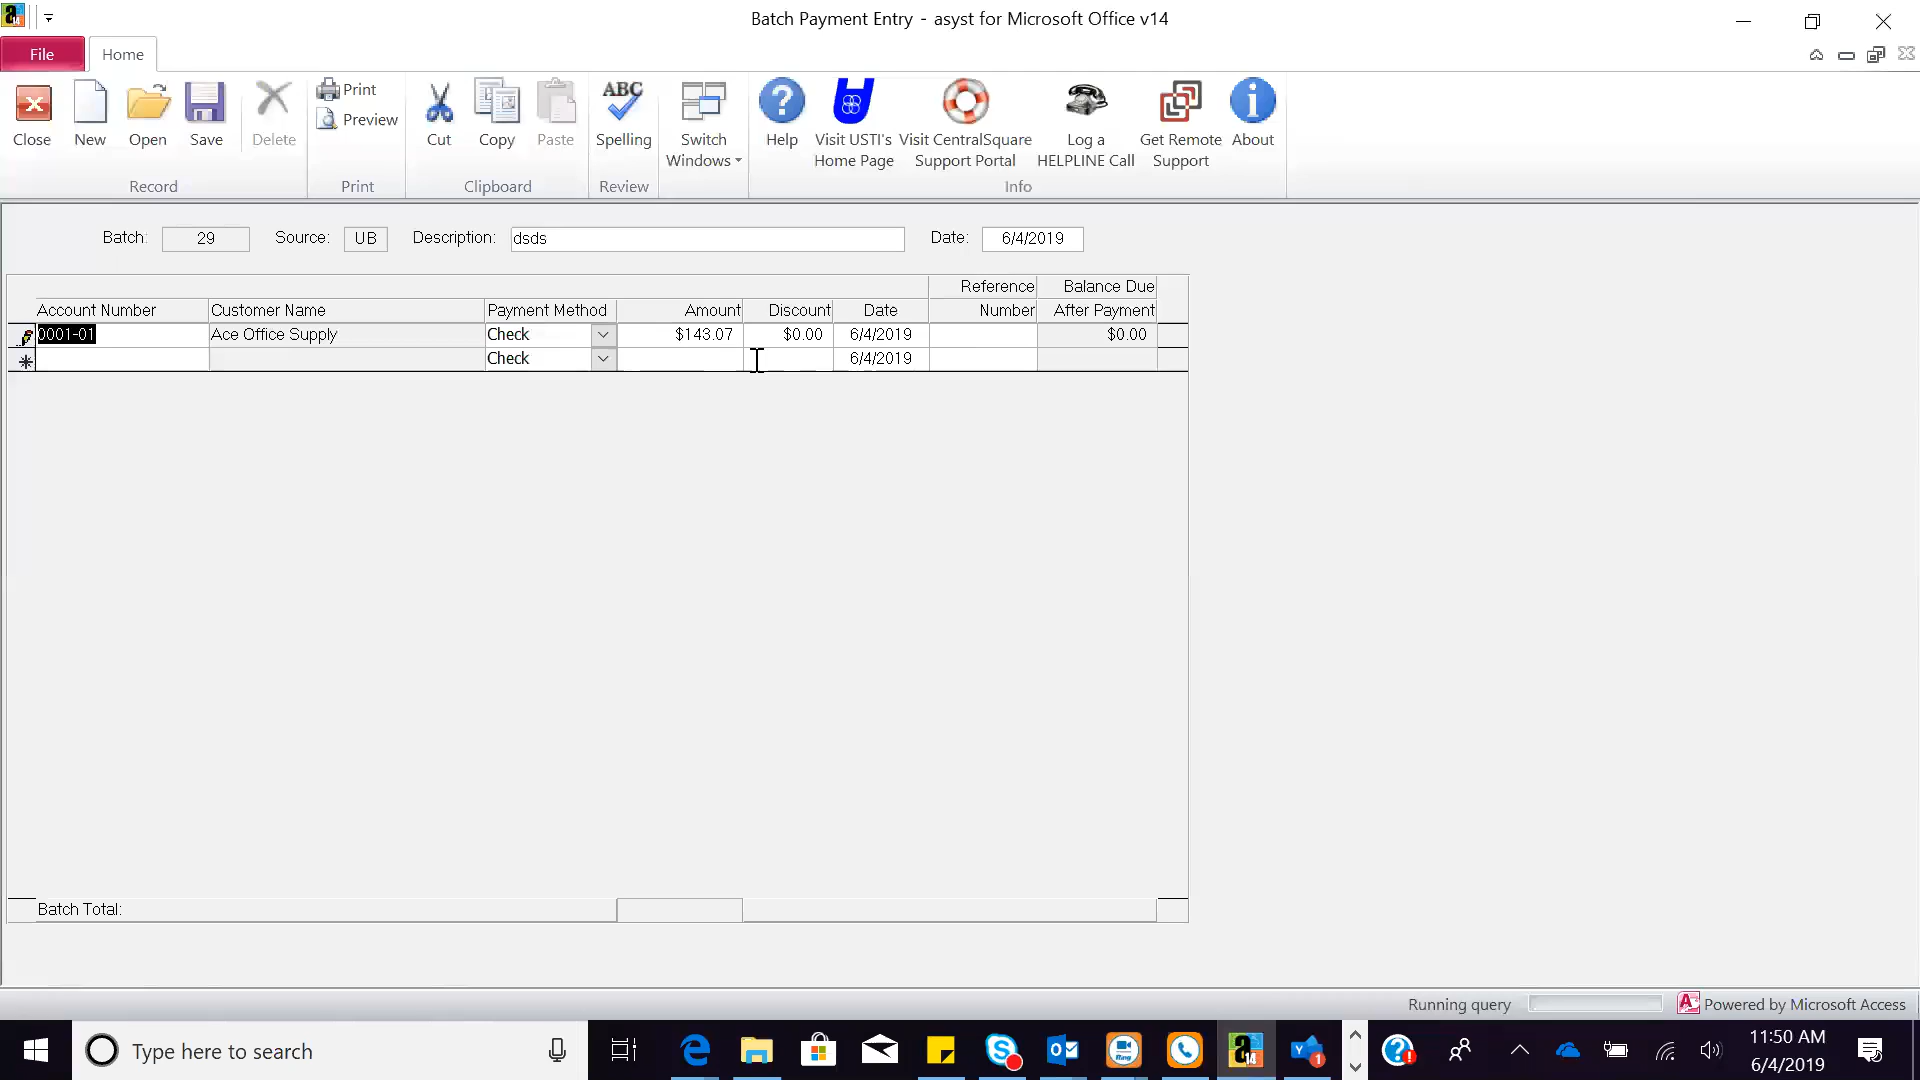 Batch Payment Entry - asyst for Microsoft Office v14
File
Home
Close
New
Open
Save
Delete
Print
Preview
Cut
Copy
Paste
ABC
Spelling
Switch
Windows
Help
Visit USTI's
Home Page
Visit CentralSquare
Support Portal
Log a
HELPLINE Call
Get Remote
Support
About
Record
Print
Clipboard
Review
Info
Batch: 29 Source: UB Description: dsds Date: 6/4/2019
Reference Balance Due
Account Number Customer Name Payment Method Amount Discount Date Number After Payment
0001-01 Ace Office Supply Check $143.07 $0.00 6/4/2019 $0.00
Check 6/4/2019
Batch Total:
Running query
Powered by Microsoft Access
Type here to search
11:50 AM
6/4/2019